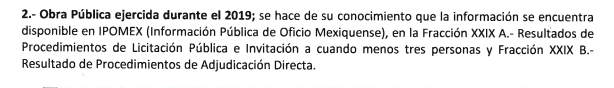 2.- Obra Pública ejercida durante el 2019; se hace de su conocimiento que la información se encuentra
disponible en IPOMEX (Información Pública de Oficio Mexiquense), en la Fracción XXIX A.- Resultados de
Procedimientos de Licitación Pública e Invitación a cuando menos tres personas y Fracción XXIX B.-
Resultado de Procedimientos de Adjudicación Directa.